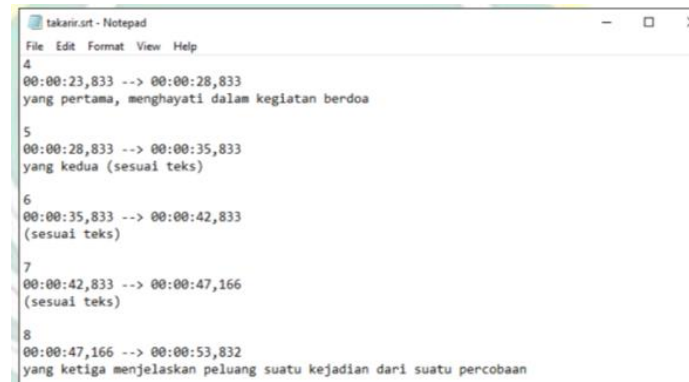 takarir.srt - Notepad
File Edit Format View Help
4
00:00:23,833 --> 00:00:28,833
yang pertama, menghayati dalam kegiatan berdoa
5
00:00:28,833 --> 00:00:35,833
yang kedua (sesuai teks)
6
00:00:35,833 --> 00:00:42,833
(sesuai teks)
7
00:00:42,833 --> 00:00:47,166
(sesuai teks)
8
00:00:47,166 --> 00:00:53,832
yang ketiga menjelaskan peluang suatu kejadian dari suatu percobaan